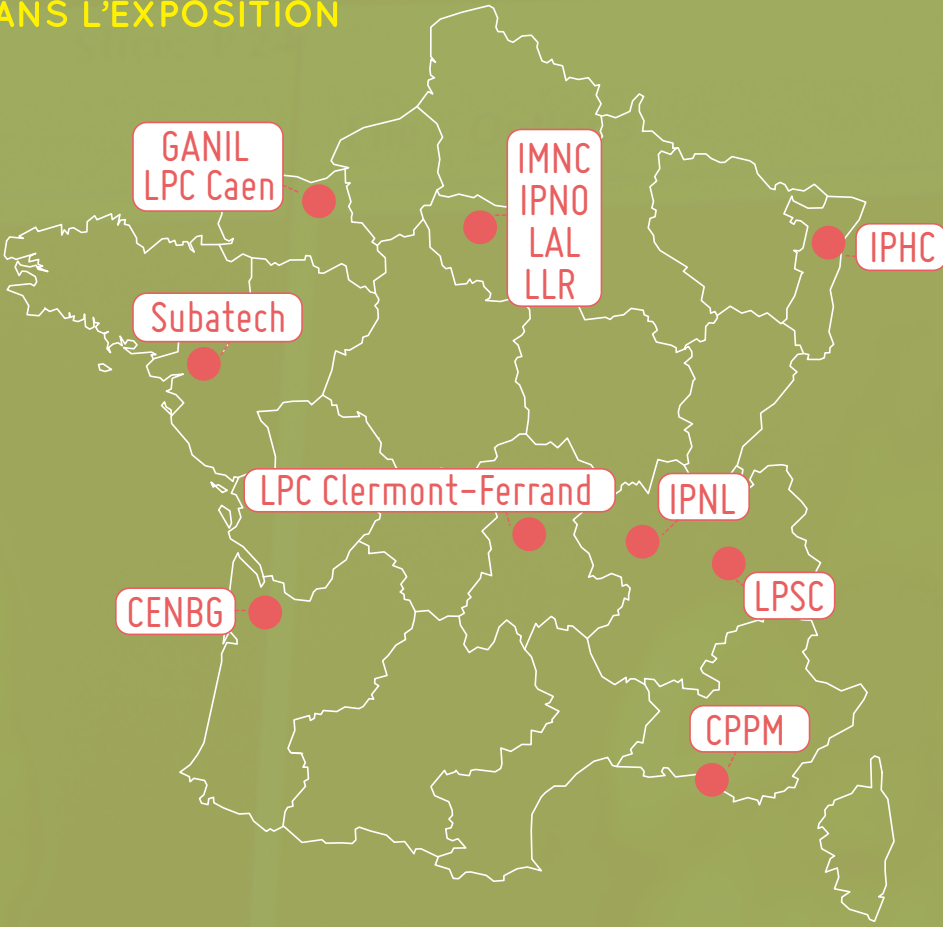 ANS L'EXPOSITION
GANIL
LPC Caen
IMNC
IPNO
LAL
LLR
IPHC
Subatech
LPC Clermont-Ferrand
IPNL
LPSC
CENBG
CPPM